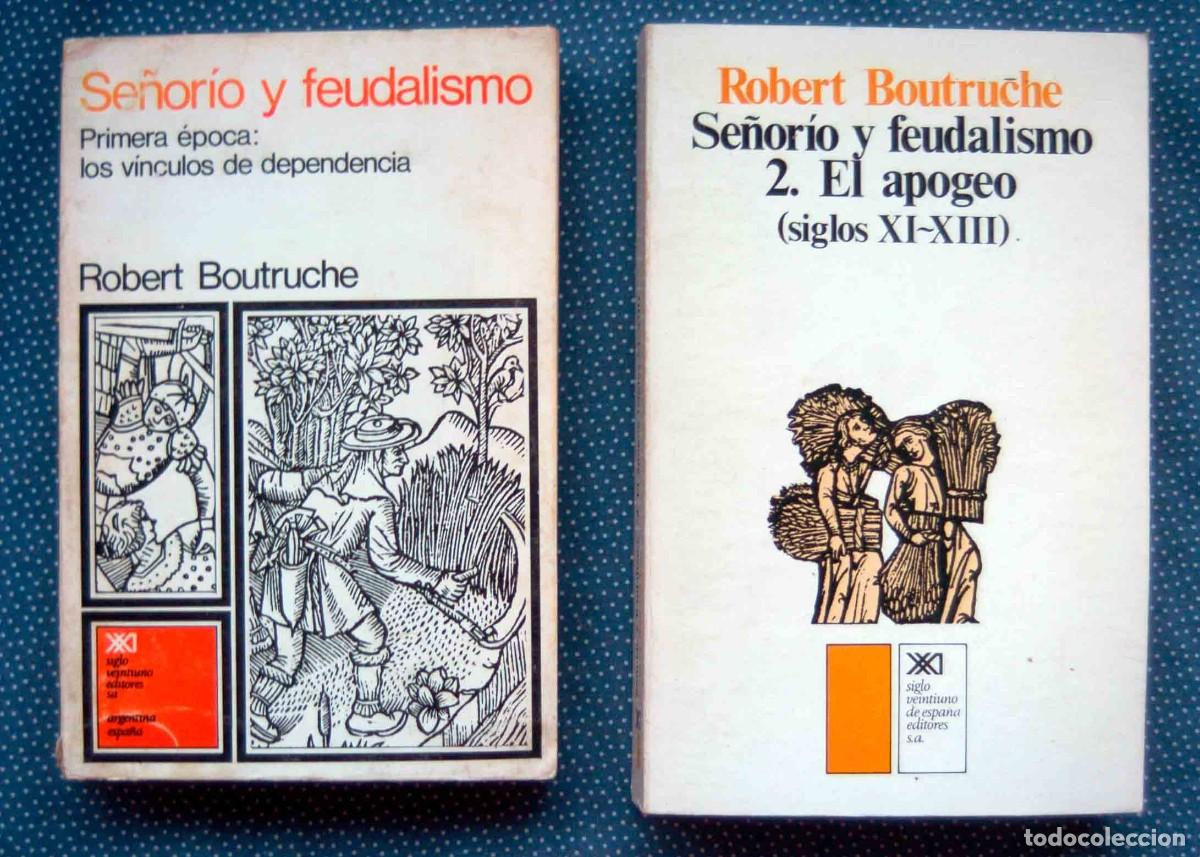 Señorío y feudalismo
Primera época:
los vínculos de dependencia
Robert Boutruche
siglo
veintiuno
editores
sa
argentina
españa
Robert Boutruche
Señorío y feudalismo
2. El apogeo
(siglos XI~XIII)
siglo
veintiuno
de espana
editores
s.a.
todocoleccion